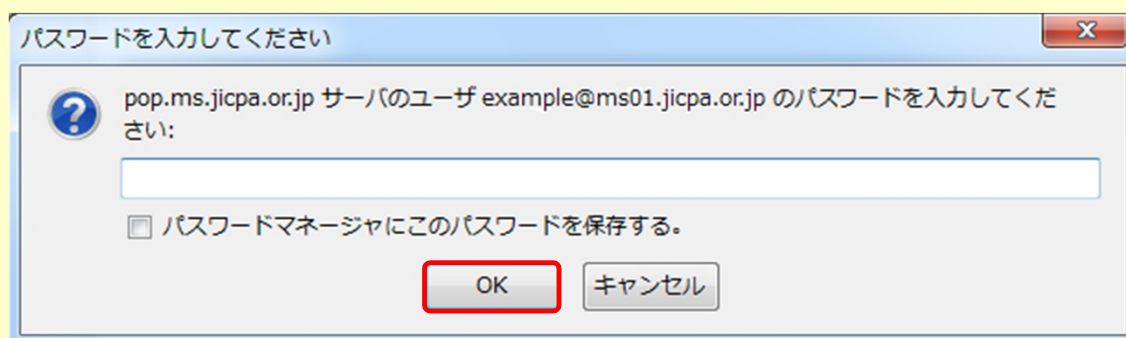 パスワードを入力してください
pop.ms.jicpa.or.jp サーバのユーザ example@ms01.jicpa.or.jp のパスワードを入力してくだ
さい:
パスワードマネージャにこのパスワードを保存する。
OK
キャンセル